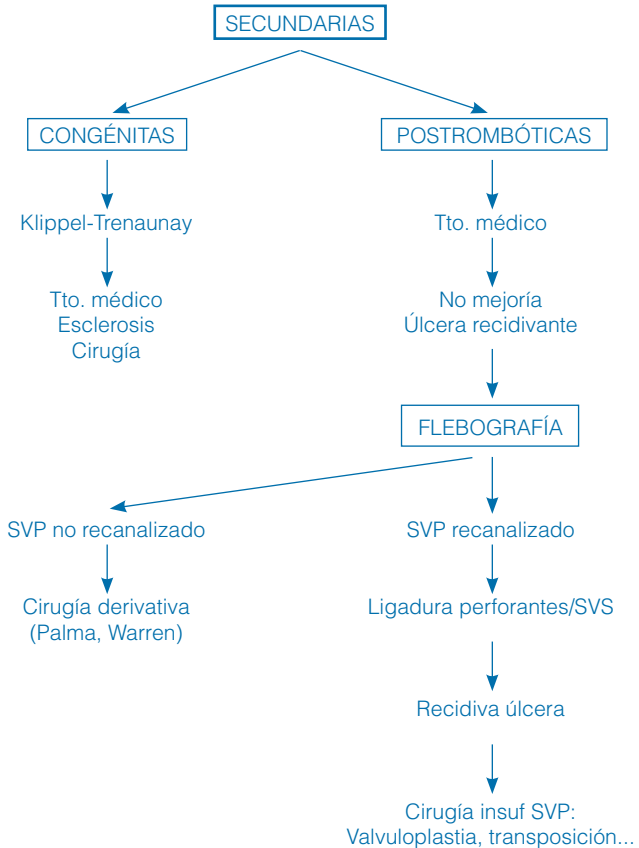 SECUNDARIAS
CONGÉNITAS
POSTROMBÓTICAS
Klippel-Trenaunay
Tto. médico
Tto. médico
Esclerosis
Cirugía
No mejoría
Úlcera recidivante
FLEBOGRAFÍA
SVP no recanalizado
SVP recanalizado
Cirugía derivativa
(Palma, Warren)
Ligadura perforantes/SVS
Recidiva úlcera
Cirugía insuf SVP:
Valvuloplastia, transposición...